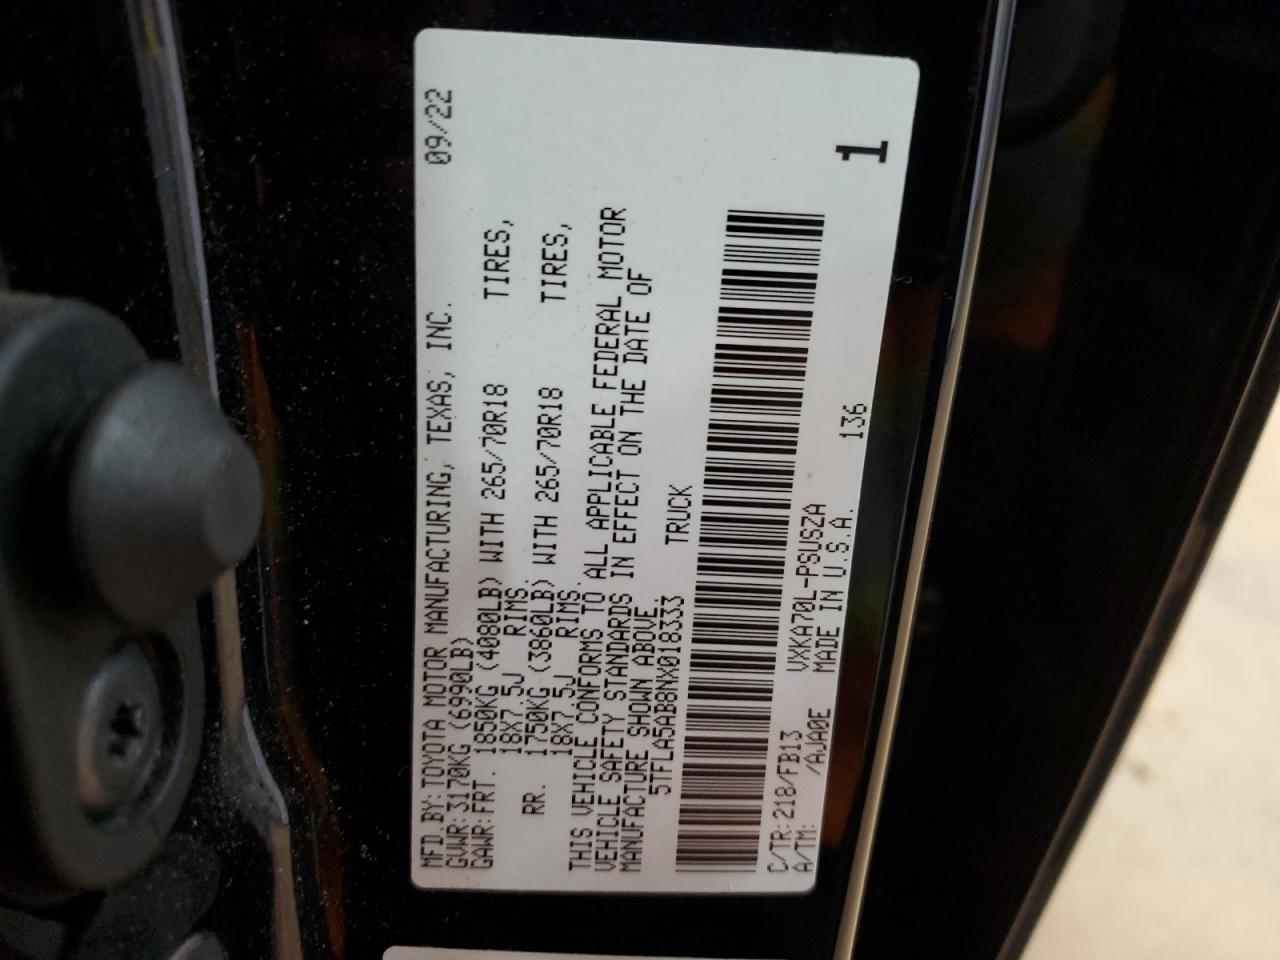 MFD.BY: TOYOTA MOTOR MANUFACTURING, TEXAS, INC. 09/22
GVWR: 3170KG (6990LB)
GAWR: FRT. 1850KG (4080LB) WITH 265/70R18 TIRES,
18X7.5J RIMS.
RR. 1750KG (3860LB) WITH 265/70R18 TIRES,
18X7.5J RIMS.
THIS VEHICLE CONFORMS TO ALL APPLICABLE FEDERAL MOTOR
VEHICLE SAFETY STANDARDS IN EFFECT ON THE DATE OF
MANUFACTURE SHOWN ABOVE.
5TFLA5AB8NX018333 TRUCK
C/TR: 218/FB13 VXKA70L-PSUSZA
A/TM: /AJA0E MADE IN U.S.A. 136
1